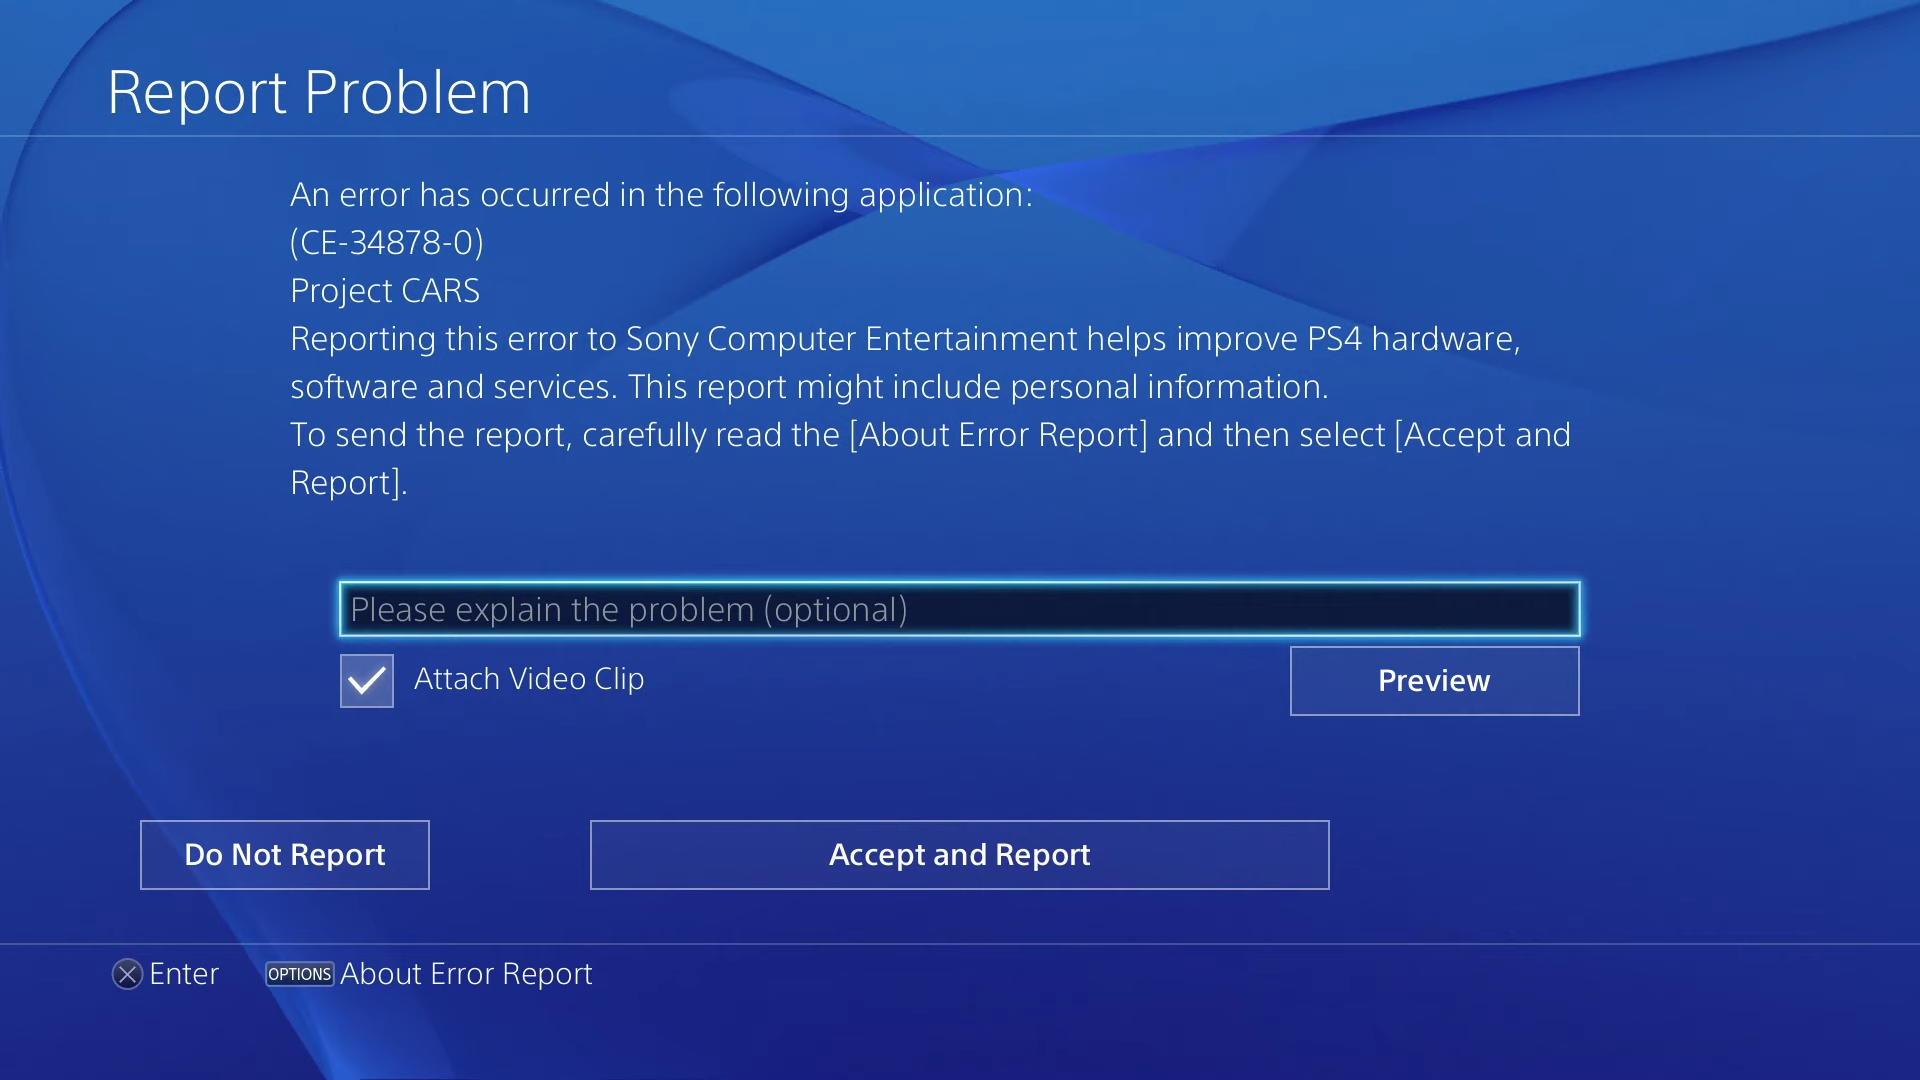 Report Problem
An error has occurred in the following application:
(CE-34878-0)
Project CARS
Reporting this error to Sony Computer Entertainment helps improve PS4 hardware,
software and services. This report might include personal information.
To send the report, carefully read the [About Error Report] and then select [Accept and
Report].
Please explain the problem (optional)
Attach Video Clip
Preview
Do Not Report
Accept and Report
Enter
OPTIONS About Error Report